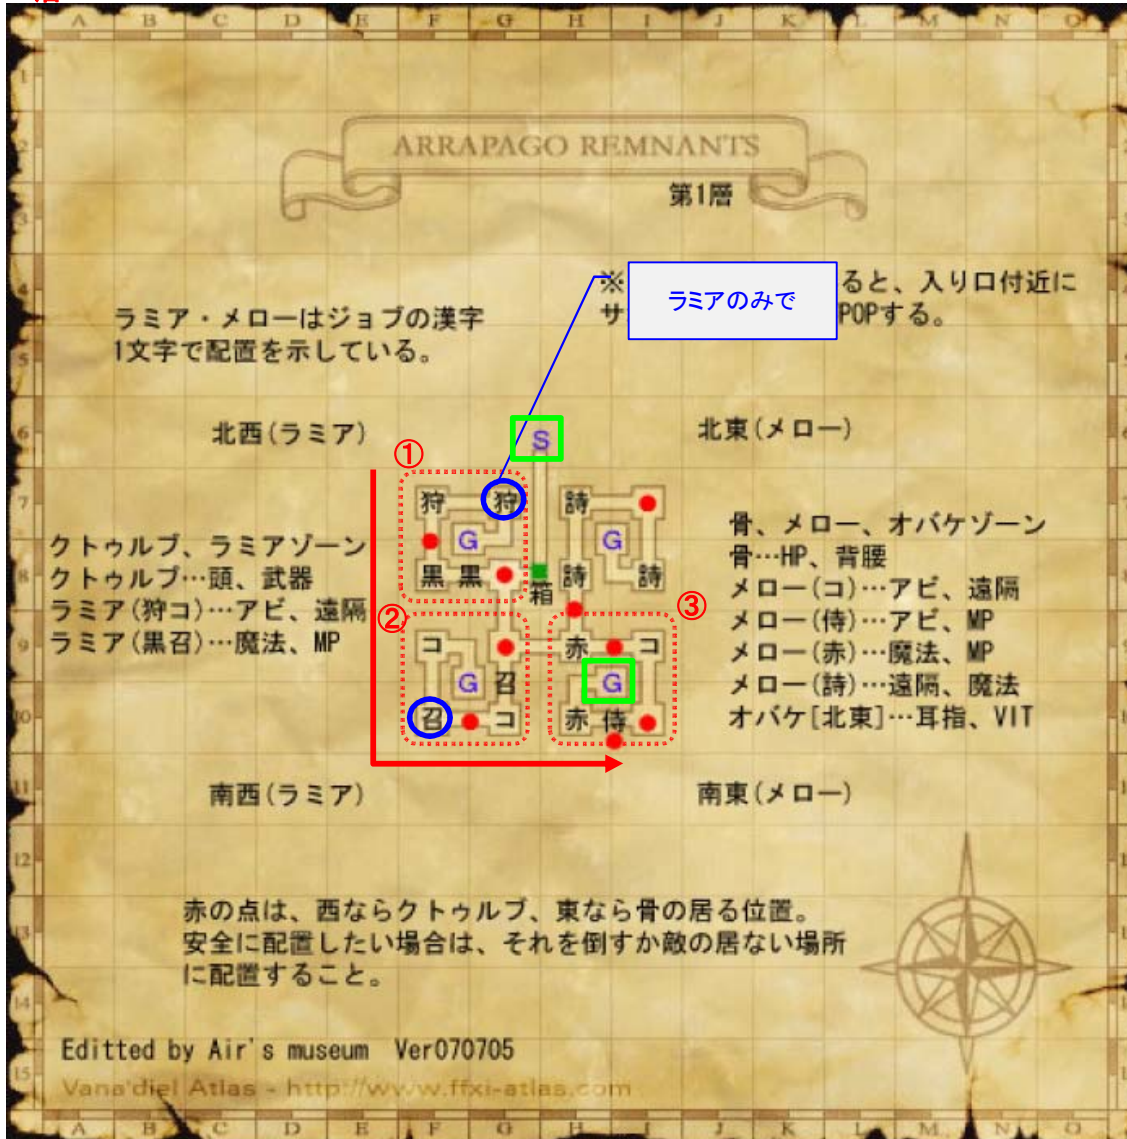 A B C D E F G H I J K L M N O
ARRAPAGO REMNANTS
第1層
※
ると、入り口付近に
サ
POPする。
ラミアのみで
ラミア・メローはジョブの漢字
1文字で配置を示している。
北西(ラミア)
北東(メロー)
S
①
狩 狩 詩
G G
黒 黒 箱 詩 詩
② ③
コ 赤 コ
G 召 G
召 コ 赤 侍
クトゥルブ、ラミアゾーン
クトゥルブ…頭、武器
ラミア(狩コ)…アビ、遠隔
ラミア(黒召)…魔法、MP
骨、メロー、オバケゾーン
骨…HP、背腰
メロー(コ)…アビ、遠隔
メロー(侍)…アビ、MP
メロー(赤)…魔法、MP
メロー(詩)…遠隔、魔法
オバケ[北東]…耳指、VIT
南西(ラミア)
南東(メロー)
赤の点は、西ならクトゥルブ、東なら骨の居る位置。
安全に配置したい場合は、それを倒すか敵の居ない場所
に配置すること。
Editted by Air's museum Ver070705
Vana'diel Atlas - http://www.ffxi-atlas.com
A B C D E F G H I J K L M N O